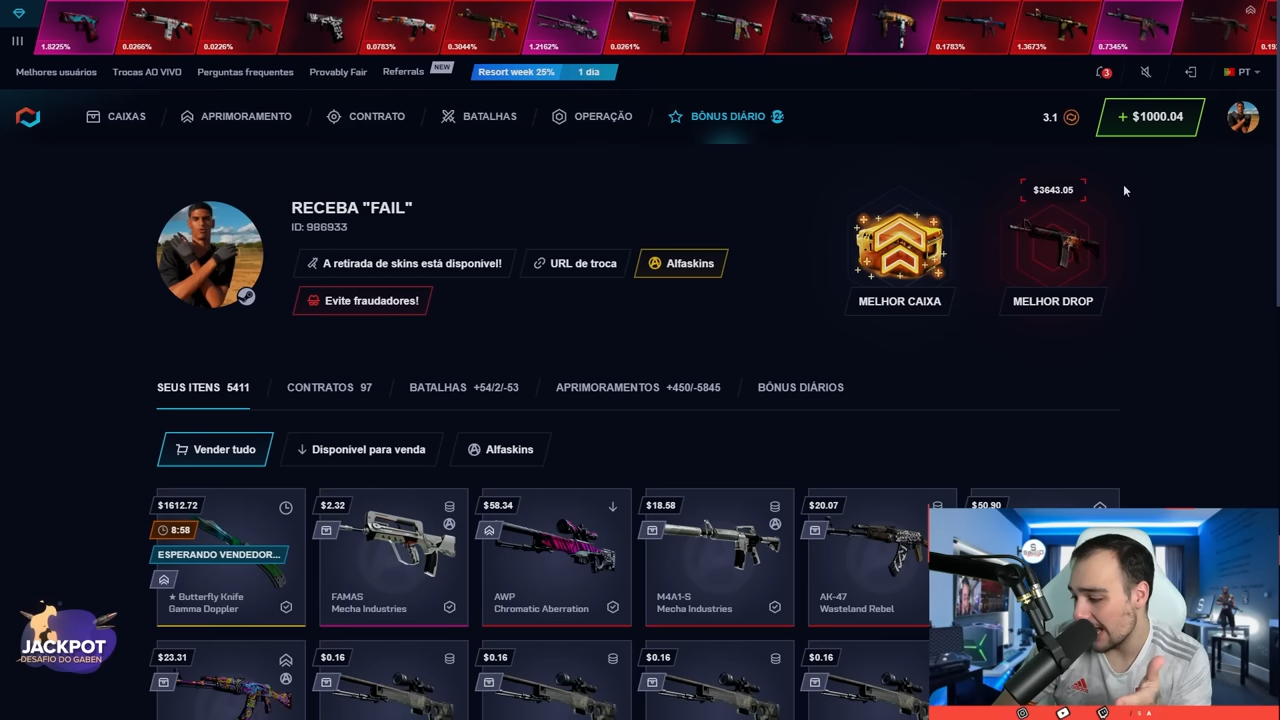 1.8225%
0.0266%
0.0226%
0.0783%
0.3044%
1.2162%
0.0261%
0.1783%
1.3673%
0.7345%
Melhores usuários
Trocas AO VIVO
Perguntas frequentes
Provably Fair
Referrals
NEW
Resort week 25%
1 dia
3
PT
CAIXAS
APRIMORAMENTO
CONTRATO
BATALHAS
OPERAÇÃO
BÔNUS DIÁRIO
3.1
+ $1000.04
RECEBA "FAIL"
ID: 986933
A retirada de skins está disponível!
URL de troca
Alfaskins
Evite fraudadores!
MELHOR CAIXA
$3643.05
MELHOR DROP
SEUS ITENS 5411
CONTRATOS 97
BATALHAS +54/2/-53
APRIMORAMENTOS +450/-5845
BÔNUS DIÁRIOS
Vender tudo
Disponível para venda
Alfaskins
$1612.72
8:58
ESPERANDO VENDEDOR...
★ Butterfly Knife
Gamma Doppler
$2.32
FAMAS
Mecha Industries
$58.34
AWP
Chromatic Aberration
$18.58
M4A1-S
Mecha Industries
$20.07
AK-47
Wasteland Rebel
$50.90
$23.31
$0.16
$0.16
$0.16
$0.16
JACKPOT
DESAFIO DO GABEN